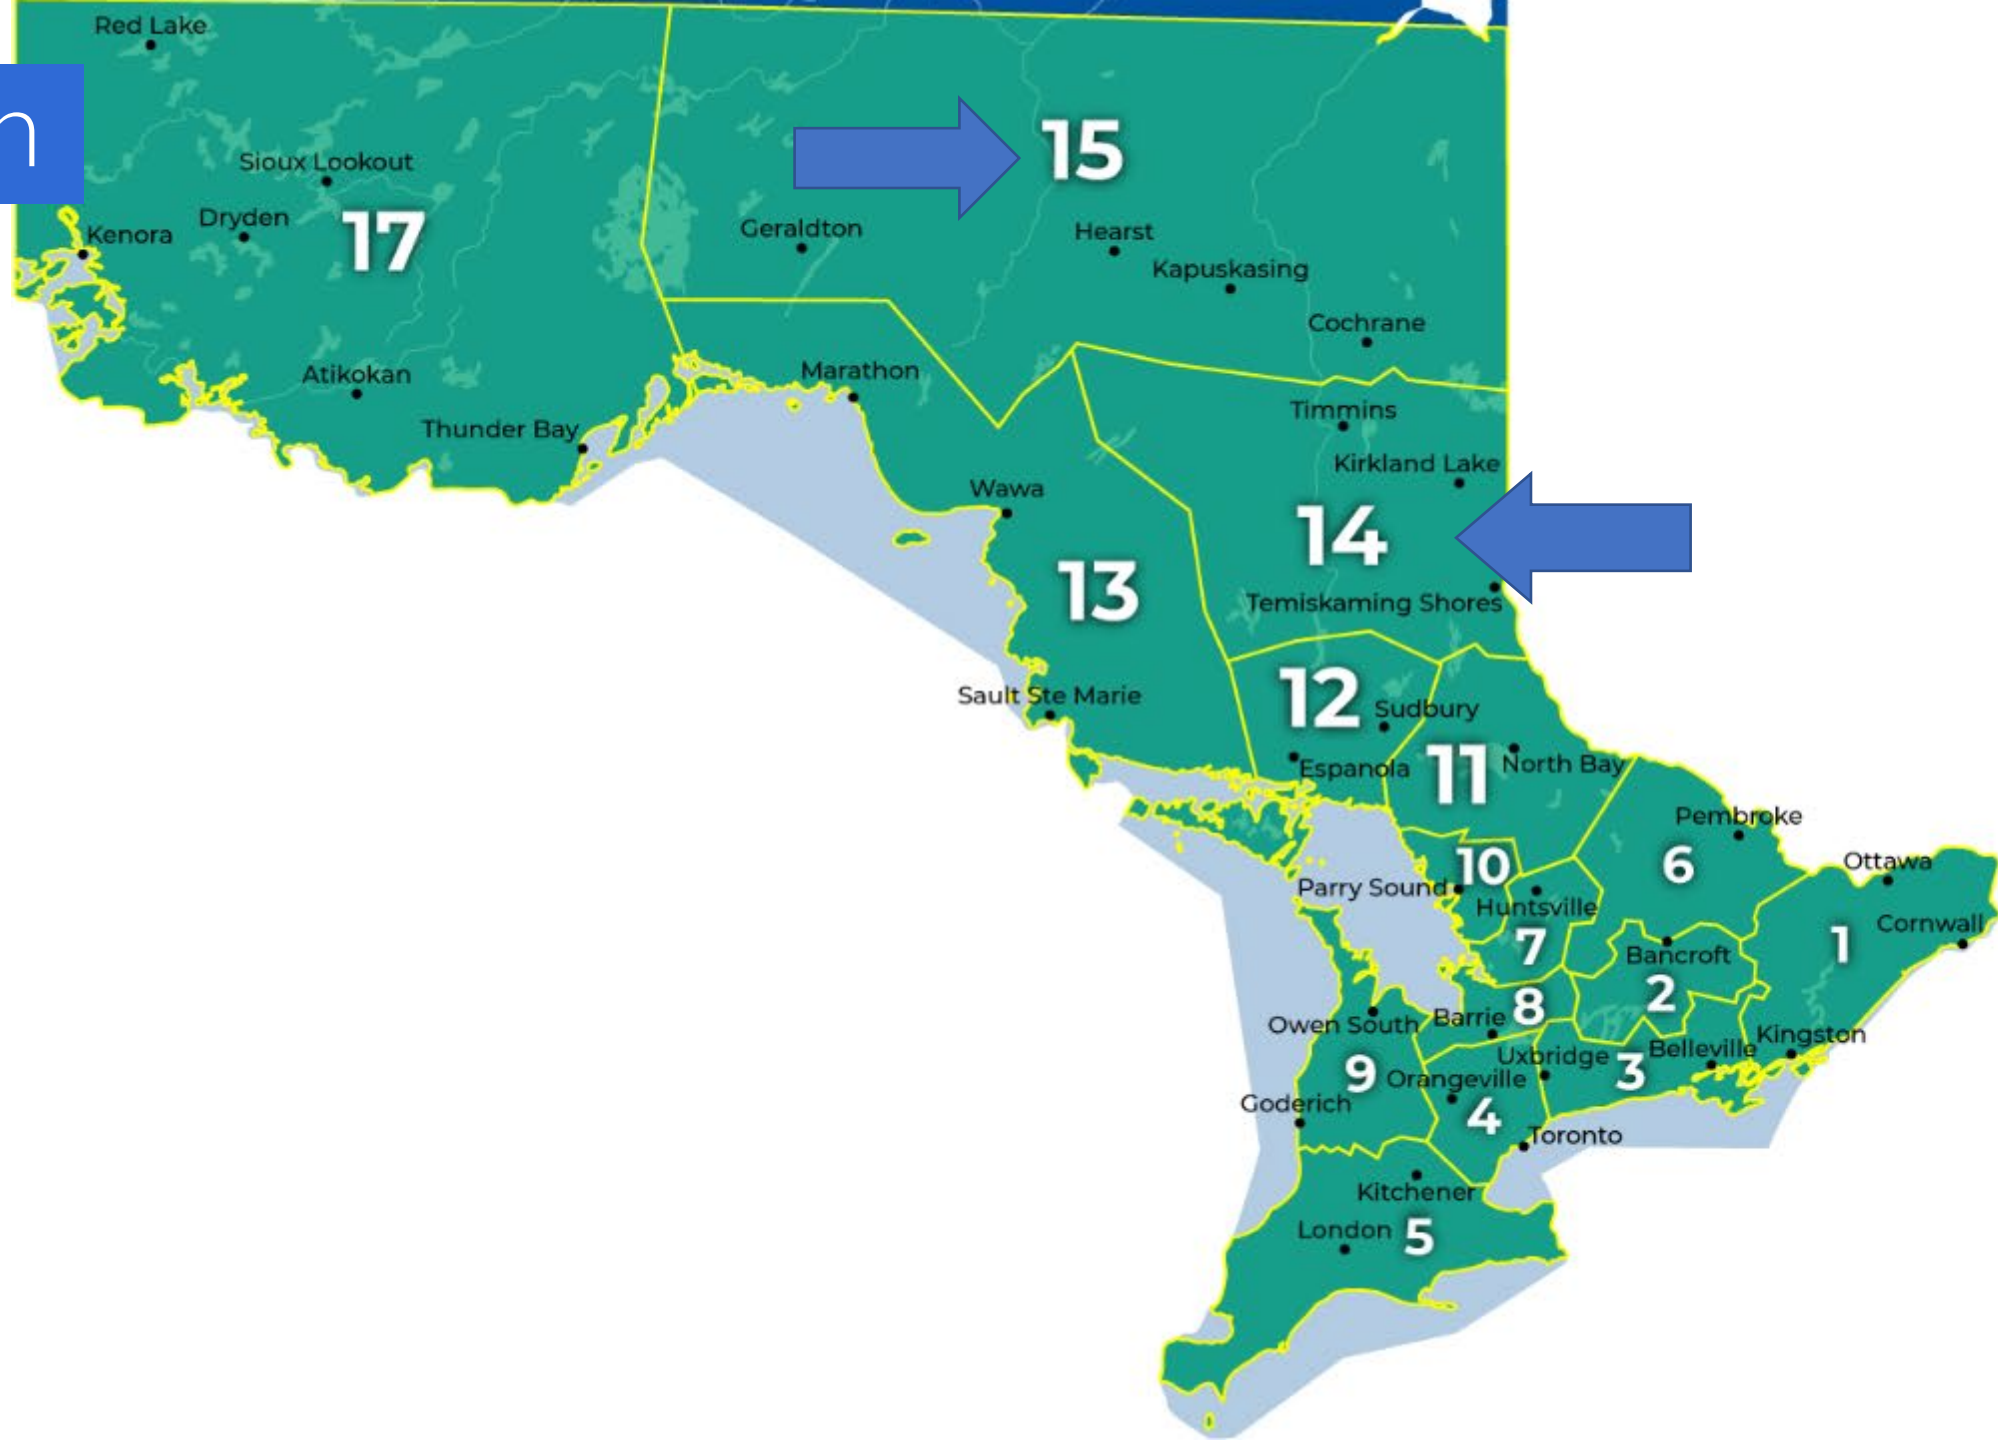 Red Lake
n
15
Sioux Lookout
Dryden
17
Kenora
Geraldton
Hearst
Kapuskasing
Cochrane
Atikokan
Marathon
Timmins
Thunder Bay
Kirkland Lake
Wawa
14
13
Temiskaming Shores
12
Sault Ste Marie
Sudbury
11
North Bay
Espanola
Pembroke
10
6
Ottawa
Parry Sound
Huntsville
Cornwall
7
1
Bancroft
2
8
Owen South
Barrie
Kingston
Uxbridge
Belleville
9
3
Orangeville
Goderich
4
Toronto
Kitchener
London
5